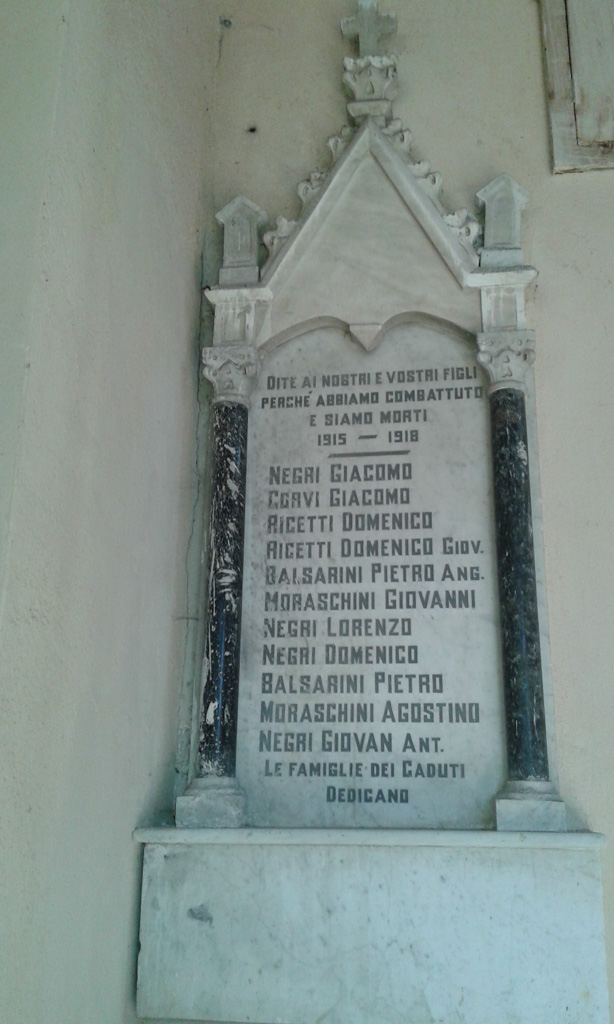 DITE AI NOSTRI E VOSTRI FIGLI
PERCHÉ ABBIAMO COMBATTUTO
E SIAMO MORTI
1915 — 1918
NEGRI GIACOMO
CORVI GIACOMO
RICETTI DOMENICO
RICETTI DOMENICO GIOV.
BALSARINI PIETRO ANG.
MORASCHINI GIOVANNI
NEGRI LORENZO
NEGRI DOMENICO
BALSARINI PIETRO
MORASCHINI AGOSTINO
NEGRI GIOVAN ANT.
LE FAMIGLIE DEI CADUTI
DEDICANO